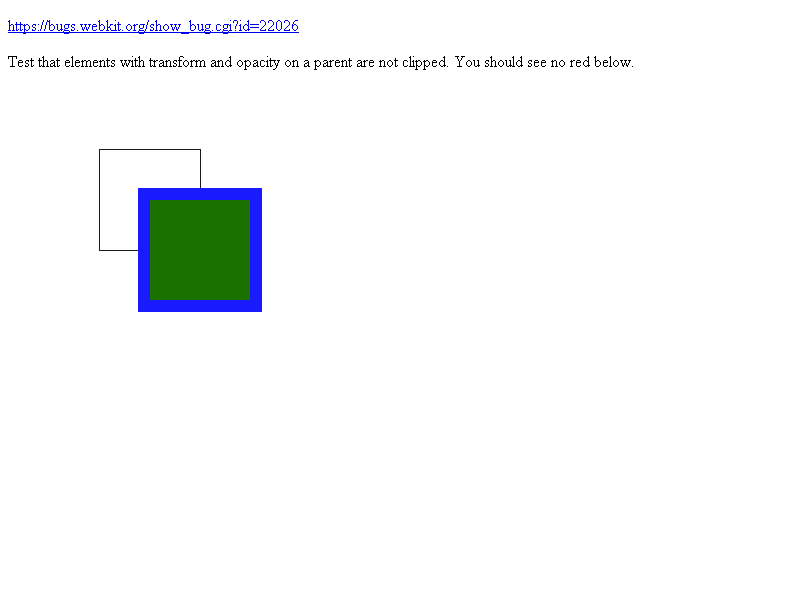 https://bugs.webkit.org/show_bug.cgi?id=22026
Test that elements with transform and opacity on a parent are not clipped. You should see no red below.